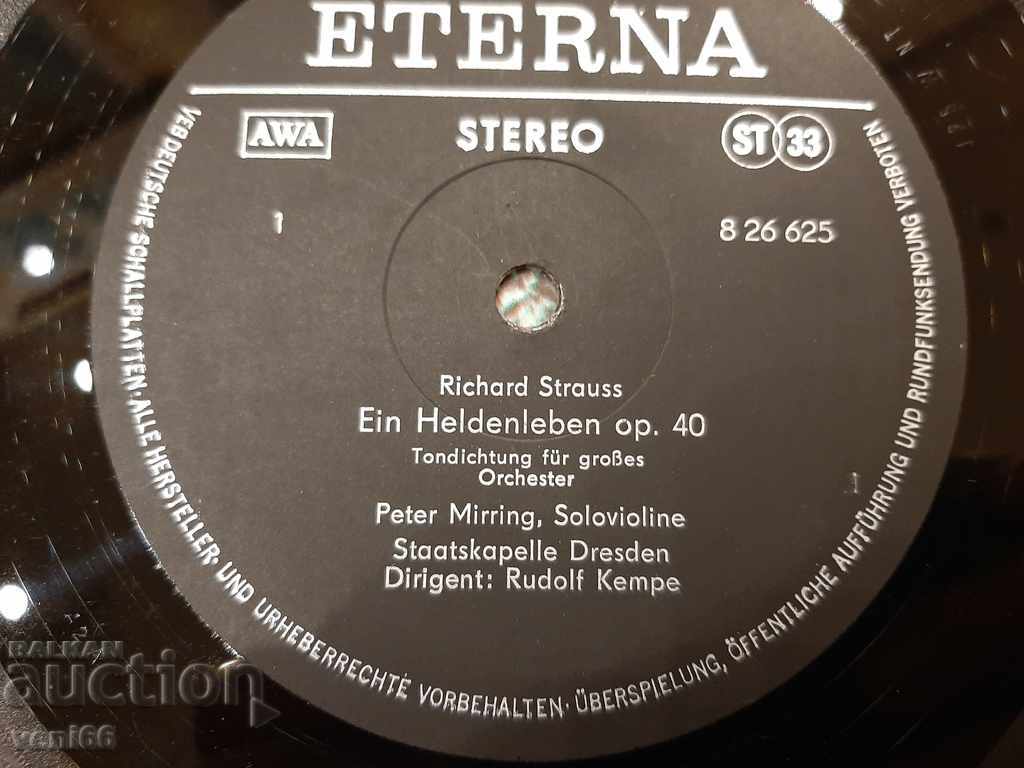 ETERNA
AWA
STEREO
ST 33
1
8 26 625
Richard Strauss
Ein Heldenleben op. 40
Tondichtung für großes
Orchester
Peter Mirring, Solovioline
Staatskapelle Dresden
Dirigent: Rudolf Kempe
1
VEB DEUTSCHE SCHALLPLATTEN · ALLE HERSTELLER- UND URHEBERRECHTE VORBEHALTEN · ÜBERSPIELUNG, ÖFFENTLICHE AUFFÜHRUNG UND RUNDFUNKSENDUNG VERBOTEN
BALKAN
auction
veni66